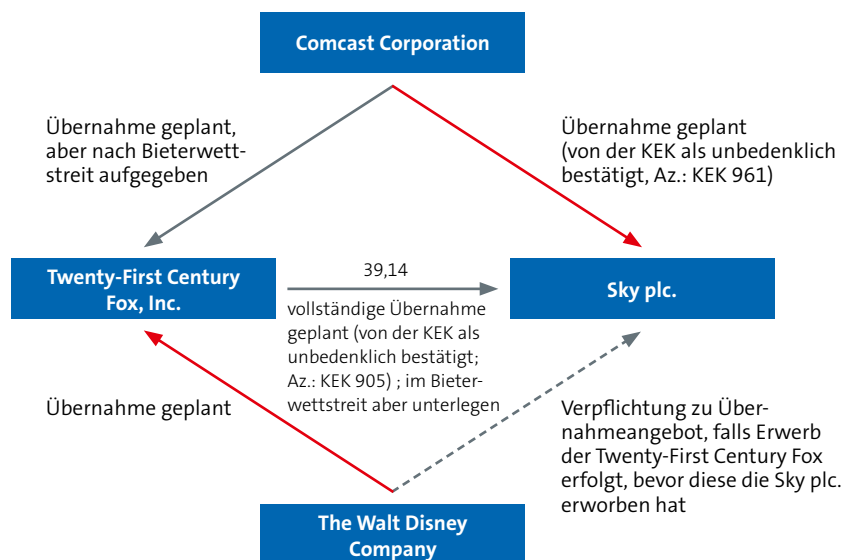 Comcast Corporation
Übernahme geplant,
aber nach Bieterwett-
streit aufgegeben
Übernahme geplant
(von der KEK als unbedenklich
bestätigt, Az.: KEK 961)
Twenty-First Century
Fox, Inc.
39,14
vollständige Übernahme
geplant (von der KEK als
unbedenklich bestätigt;
Az.: KEK 905) ; im Bieter-
wettstreit aber unterlegen
Sky plc.
Übernahme geplant
Verpflichtung zu Über-
nahmeangebot, falls Erwerb
der Twenty-First Century Fox
erfolgt, bevor diese die Sky plc.
erworben hat
The Walt Disney
Company